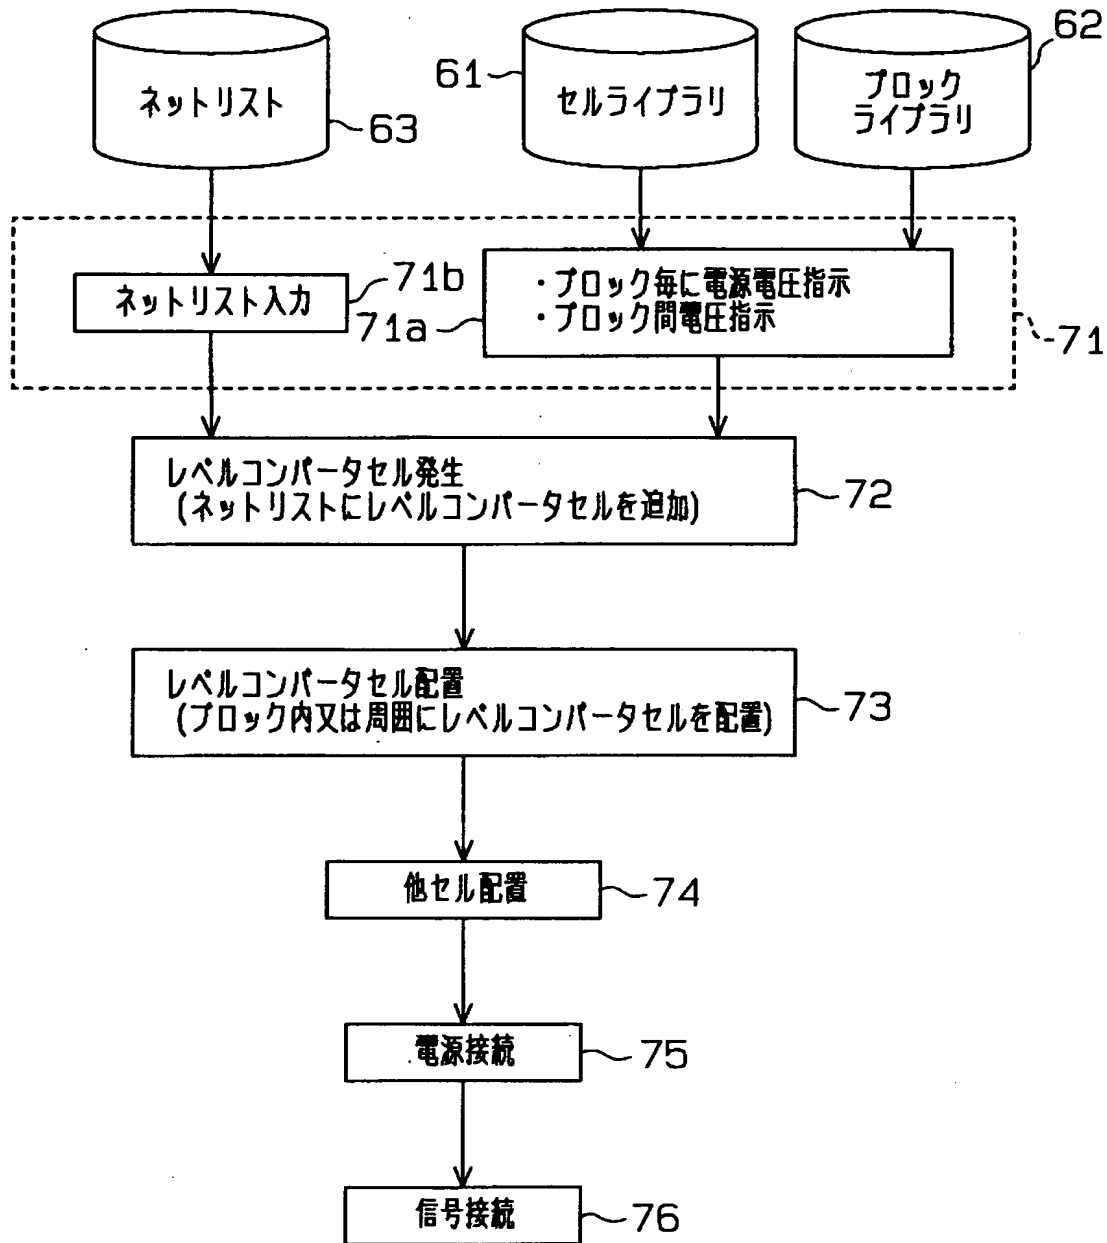 ネットリスト
63
61
セルライブラリ
62
ブロック
ライブラリ
ネットリスト入力
71b
71a
・ブロック毎に電源電圧指示
・ブロック間電圧指示
71
レベルコンバータセル発生
(ネットリストにレベルコンバータセルを追加)
72
レベルコンバータセル配置
(ブロック内又は周囲にレベルコンバータセルを配置)
73
他セル配置
74
電源接続
75
信号接続
76